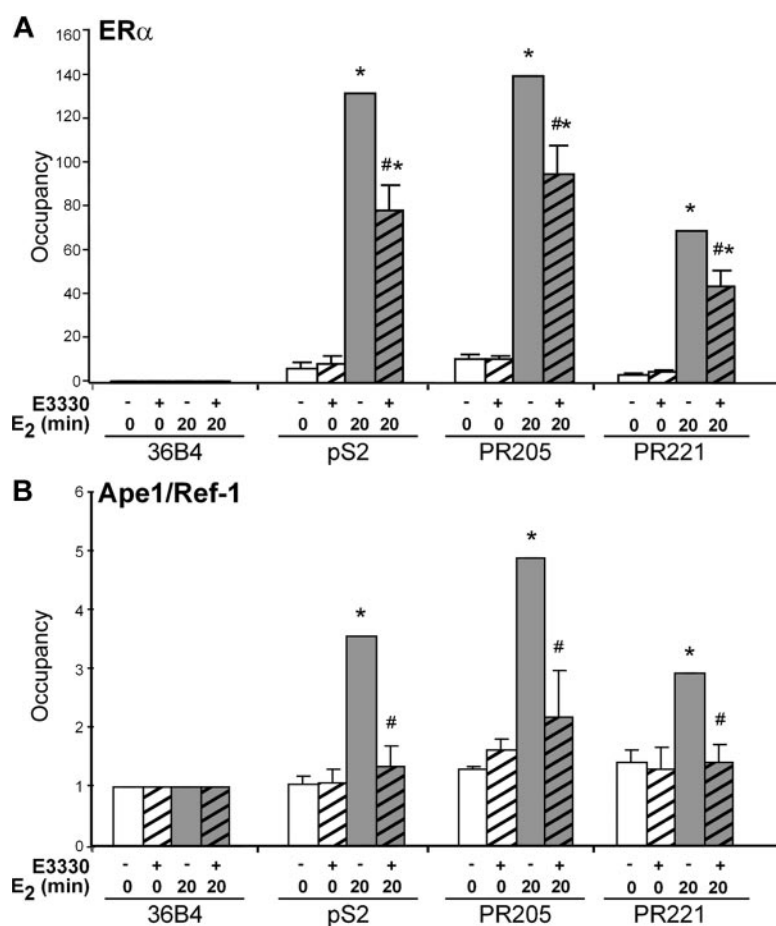 A ERα
160
140
120
100
80
60
40
20
0
Occupancy
* #* * #* * #*
E3330 - + - + - + - + - + - + - + - +
E2 (min) 0 0 20 20 0 0 20 20 0 0 20 20 0 0 20 20
36B4 pS2 PR205 PR221
B Ape1/Ref-1
6
5
4
3
2
1
0
Occupancy
* # * # * #
E3330 - + - + - + - + - + - + - + - +
E2 (min) 0 0 20 20 0 0 20 20 0 0 20 20 0 0 20 20
36B4 pS2 PR205 PR221